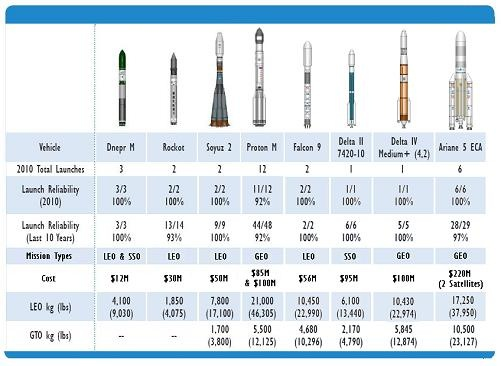 Vehicle Dnepr M Rockot Soyuz 2 Proton M Falcon 9 Delta II 7420-10 Delta IV Medium+ (4,2) Ariane 5 ECA
2010 Total Launches 3 2 2 12 2 1 1 6
Launch Reliability (2010) 3/3 2/2 2/2 11/12 2/2 1/1 1/1 6/6
100% 100% 100% 92% 100% 100% 100% 100%
Launch Reliability (Last 10 Years) 3/3 13/14 9/9 44/48 2/2 6/6 5/5 28/29
100% 93% 100% 92% 100% 100% 100% 97%
Mission Types LEO & SSO LEO LEO GEO LEO SSO GEO GEO
Cost $12M $30M $50M $85M & $100M $56M $95M $100M $220M (2 Satellites)
LEO kg (lbs) 4,100 1,850 7,800 21,000 10,450 6,100 10,430 17,250
(9,030) (4,075) (17,100) (46,305) (22,990) (13,440) (22,974) (37,950)
GTO kg (lbs) -- -- 1,700 5,500 4,680 2,170 5,845 10,500
(3,800) (12,125) (10,296) (4,790) (12,874) (23,127)